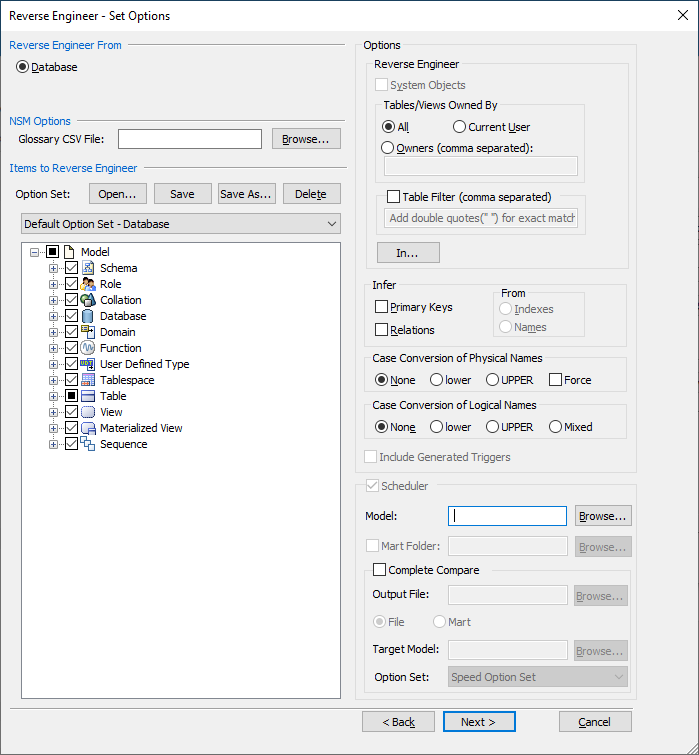 Reverse Engineer - Set Options
Reverse Engineer From
Database
NSM Options
Glossary CSV File:
Browse...
Items to Reverse Engineer
Option Set:
Open...
Save
Save As...
Delete
Default Option Set - Database
Model
Schema
Role
Collation
Database
Domain
Function
User Defined Type
Tablespace
Table
View
Materialized View
Sequence
Options
Reverse Engineer
System Objects
Tables/Views Owned By
All
Current User
Owners (comma separated):
Table Filter (comma separated)
Add double quotes(" ") for exact match
In...
Infer
Primary Keys
Relations
From
Indexes
Names
Case Conversion of Physical Names
None
lower
UPPER
Force
Case Conversion of Logical Names
None
lower
UPPER
Mixed
Include Generated Triggers
Scheduler
Model:
Browse...
Mart Folder:
Browse...
Complete Compare
Output File:
Browse...
File
Mart
Target Model:
Browse...
Option Set:
Speed Option Set
< Back
Next >
Cancel